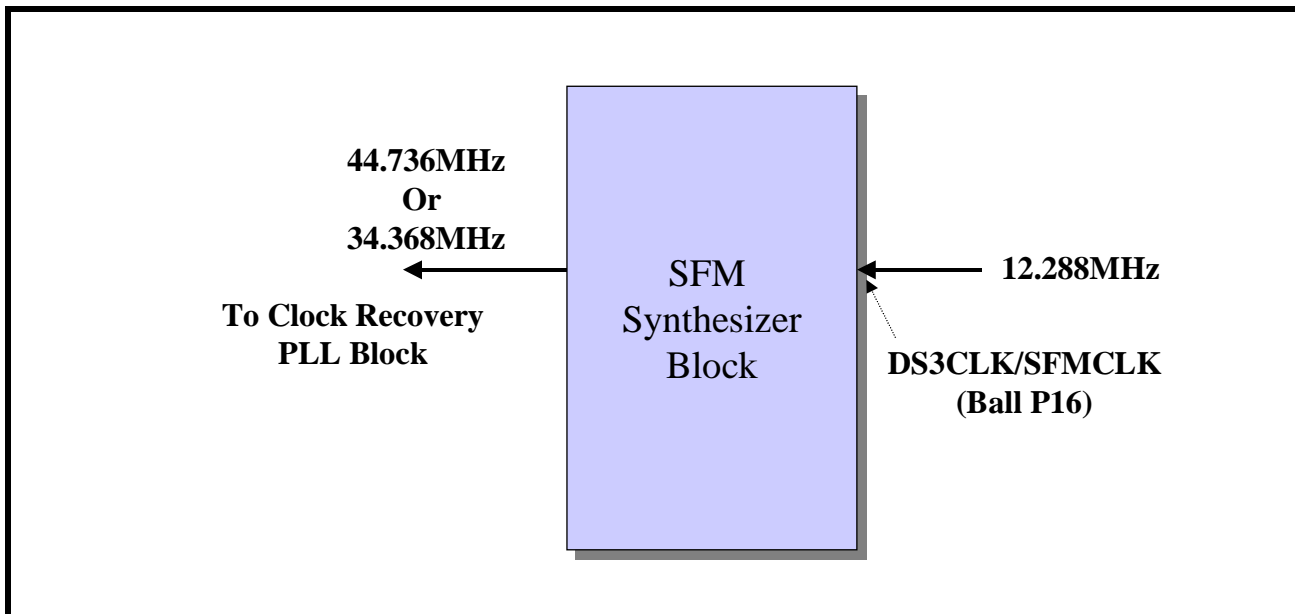 44.736MHz
Or
34.368MHz
To Clock Recovery
PLL Block
SFM
Synthesizer
Block
12.288MHz
DS3CLK/SFMCLK
(Ball P16)